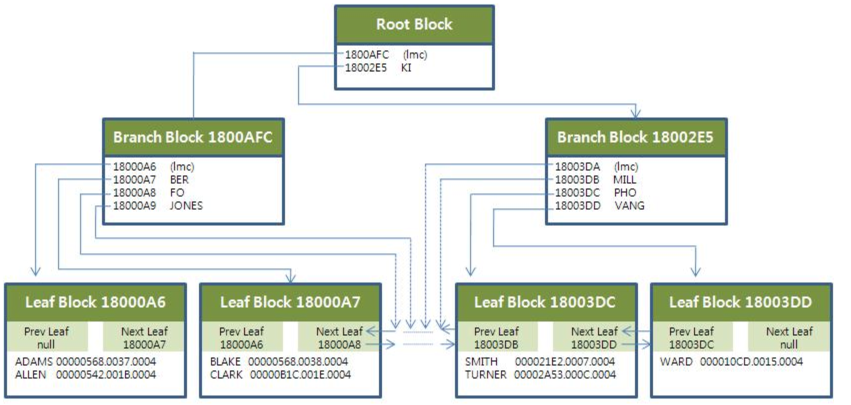 Root Block
1800AFC (lmc)
18002E5 KI
Branch Block 1800AFC
18000A6 (lmc)
18000A7 BER
18000A8 FO
18000A9 JONES
Branch Block 18002E5
18003DA (lmc)
18003DB MILL
18003DC PHO
18003DD VANG
Leaf Block 18000A6
Prev Leaf Next Leaf
null 18000A7
ADAMS 00000568.0037.0004
ALLEN 00000542.001B.0004
Leaf Block 18000A7
Prev Leaf Next Leaf
18000A6 18000A8
BLAKE 00000568.0038.0004
CLARK 00000B1C.001E.0004
Leaf Block 18003DC
Prev Leaf Next Leaf
18003DB 18003DD
SMITH 000021E2.0007.0004
TURNER 00002A53.000C.0004
Leaf Block 18003DD
Prev Leaf Next Leaf
18003DC null
WARD 000010CD.0015.0004